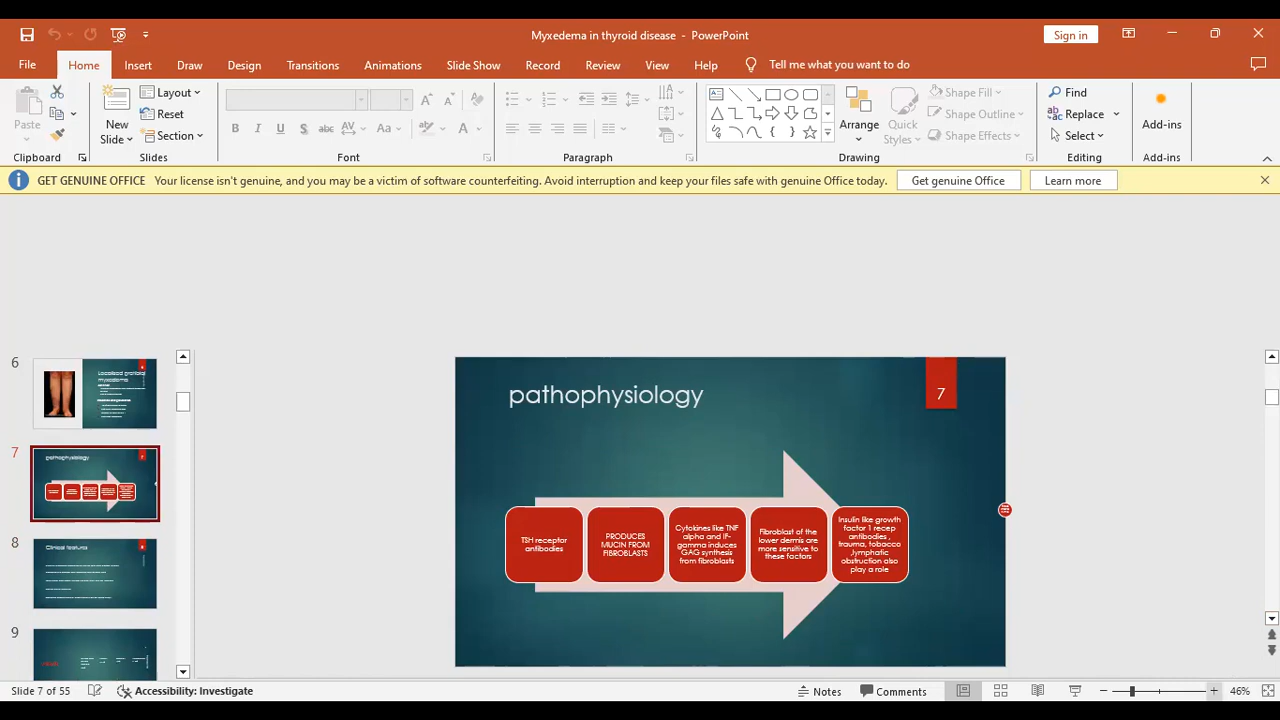 Myxedema in thyroid disease - PowerPoint
Sign in
File Home Insert Draw Design Transitions Animations Slide Show Record Review View Help Tell me what you want to do
Paste
Clipboard
New
Slide
Layout
Reset
Section
Slides
B I U S abc AV Aa A
Font
Paragraph
Arrange
Quick
Styles
Shape Fill
Shape Outline
Shape Effects
Drawing
Find
Replace
Select
Editing
Add-ins
Add-ins
GET GENUINE OFFICE Your license isn't genuine, and you may be a victim of software counterfeiting. Avoid interruption and keep your files safe with genuine Office today.
Get genuine Office
Learn more
6
Localised pretibial
myxedema
7
pathophysiology
8
Clinical features
9
pathophysiology
7
TSH receptor
antibodies
PRODUCES
MUCIN FROM
FIBROBLASTS
Cytokines like TNF
alpha and IF-
gamma induces
GAG synthesis
from fibroblasts
Fibroblast of the
lower dermis are
more sensitive to
these factors
Insulin like growth
factor 1 recep
antibodies ,
trauma, tobacco
,lymphatic
obstruction also
play a role
Slide 7 of 55
Accessibility: Investigate
Notes
Comments
46%